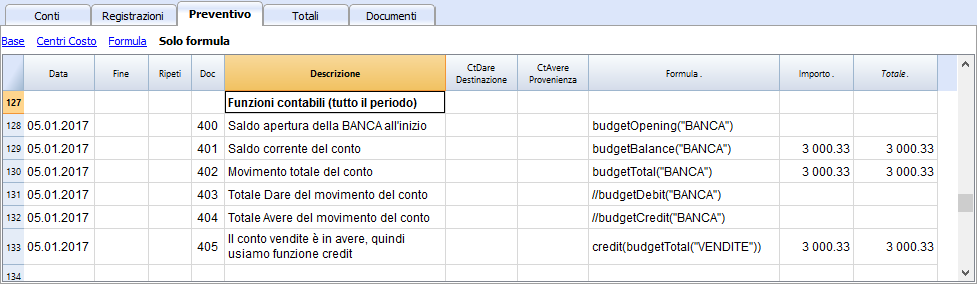 Conti Registrazioni Preventivo Totali Documenti
Base Centri Costo Formula Solo formula
Data Fine Ripeti Doc Descrizione CtDare Destinazione CtAvere Provenienza Formula . Importo . Totale .
127 Funzioni contabili (tutto il periodo)
128 05.01.2017 400 Saldo apertura della BANCA all'inizio budgetOpening("BANCA")
129 05.01.2017 401 Saldo corrente del conto budgetBalance("BANCA") 3 000.33 3 000.33
130 05.01.2017 402 Movimento totale del conto budgetTotal("BANCA") 3 000.33 3 000.33
131 05.01.2017 403 Totale Dare del movimento del conto //budgetDebit("BANCA")
132 05.01.2017 404 Totale Avere del movimento del conto //budgetCredit("BANCA")
133 05.01.2017 405 Il conto vendite è in avere, quindi usiamo funzione credit credit(budgetTotal("VENDITE")) 3 000.33 3 000.33
134